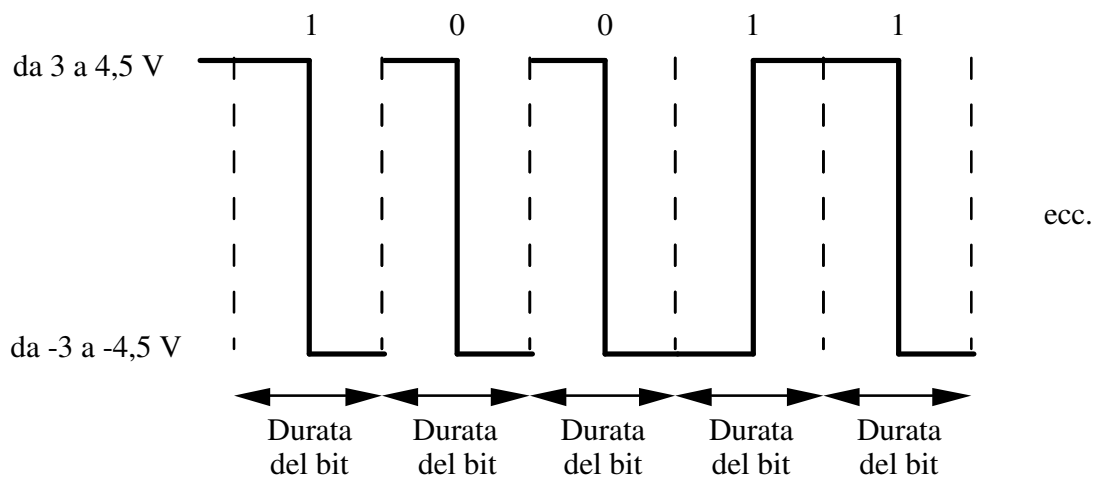 1 0 0 1 1
da 3 a 4,5 V
ecc.
da -3 a -4,5 V
Durata Durata Durata Durata Durata
del bit del bit del bit del bit del bit